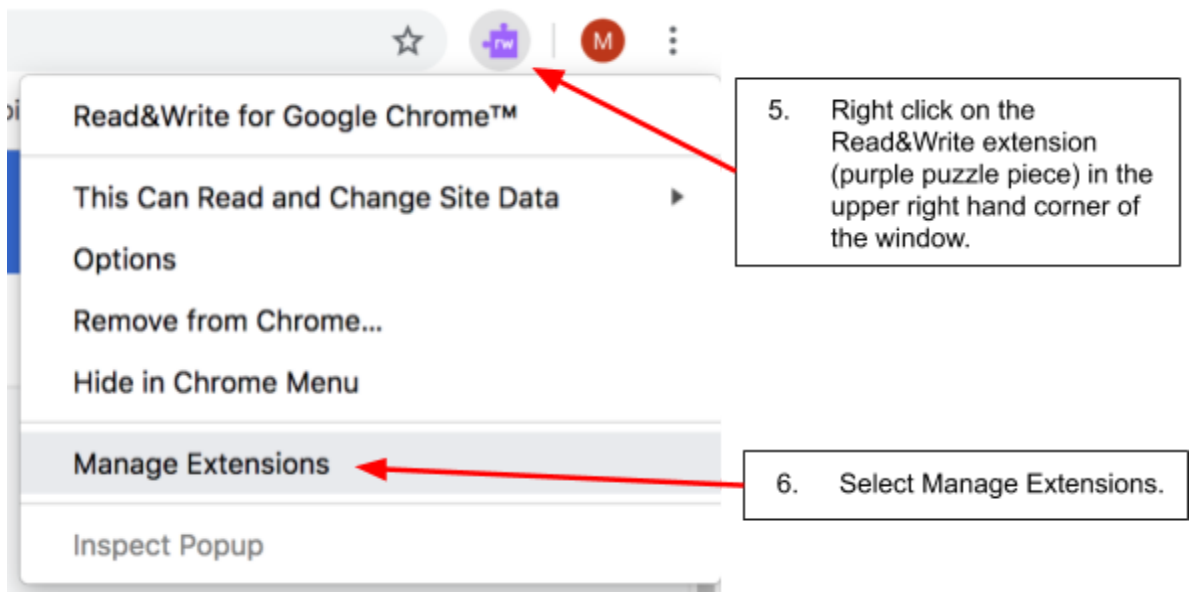 rw
M
oi
Read&Write for Google Chrome™
This Can Read and Change Site Data
Options
Remove from Chrome...
Hide in Chrome Menu
Manage Extensions
Inspect Popup
5. Right click on the
Read&Write extension
(purple puzzle piece) in the
upper right hand corner of
the window.
6. Select Manage Extensions.